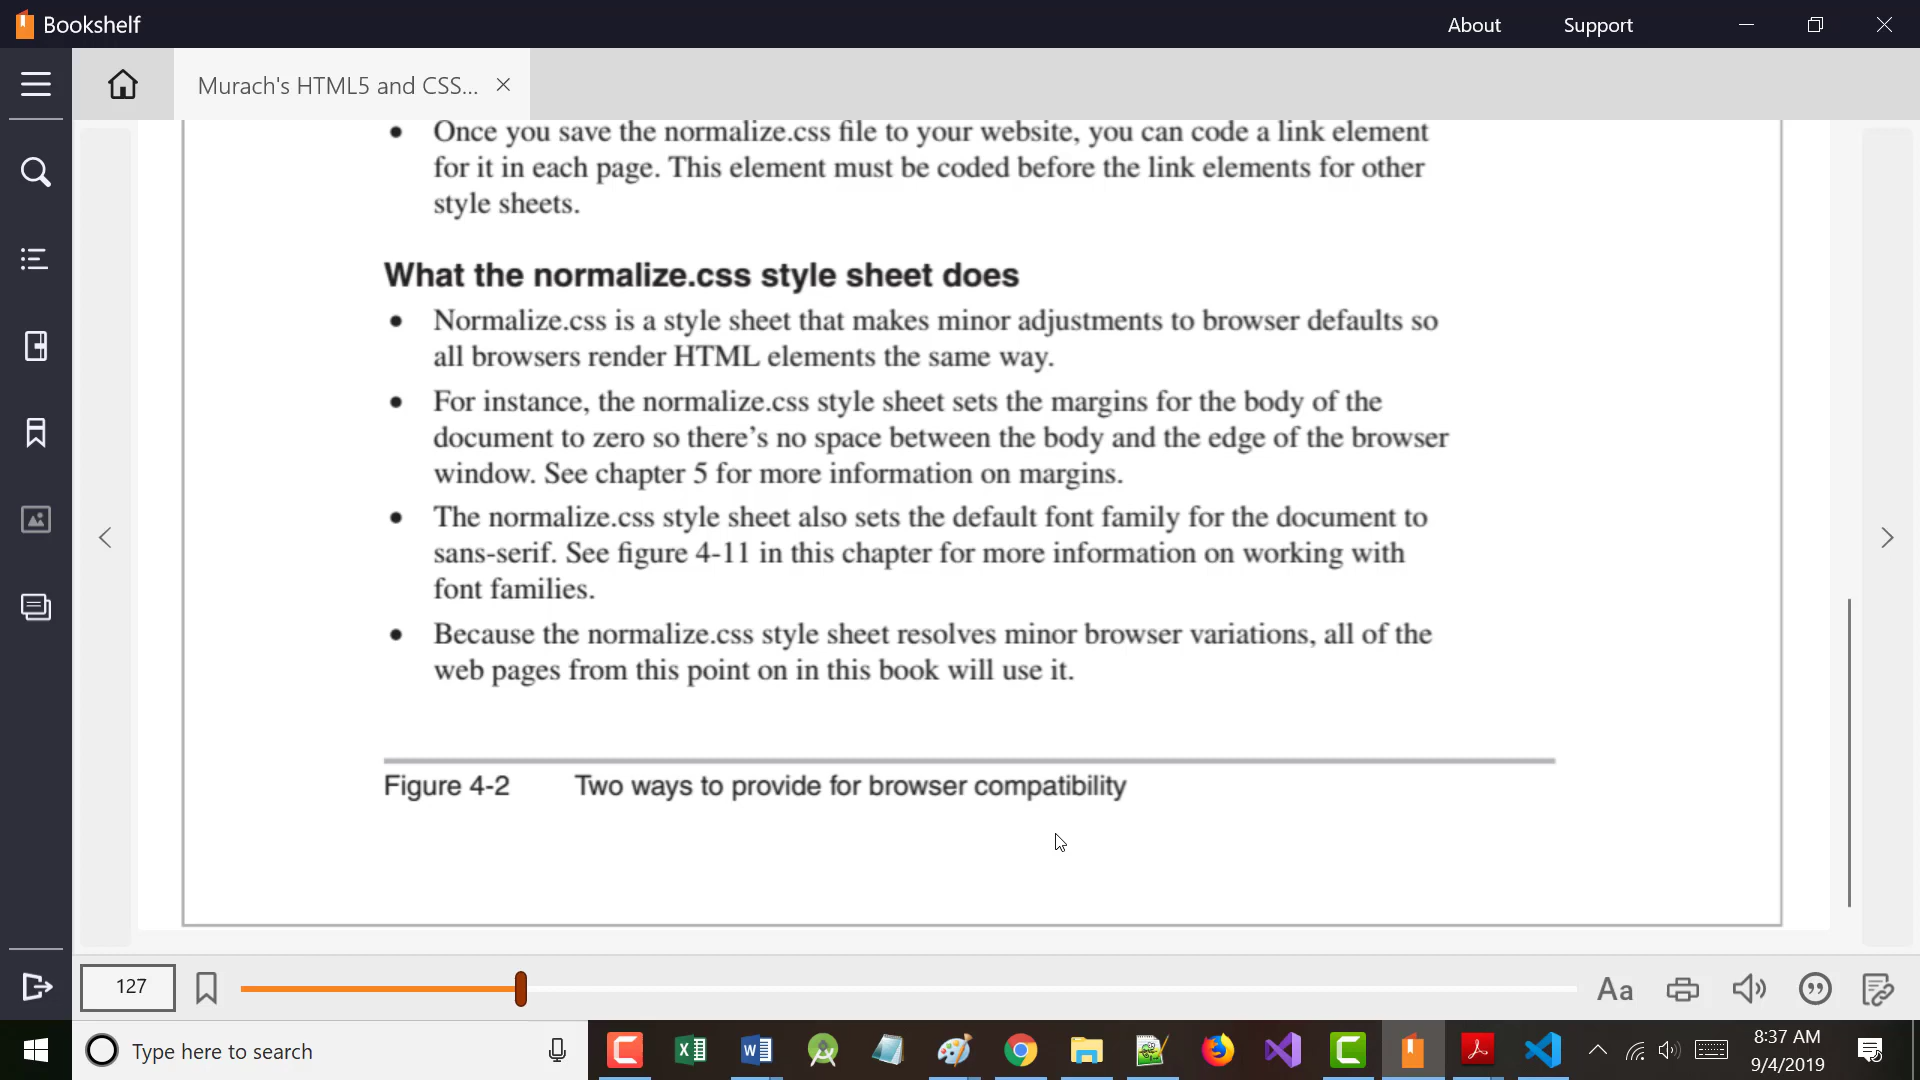 Bookshelf
About
Support
Murach's HTML5 and CSS...
• Once you save the normalize.css file to your website, you can code a link element
for it in each page. This element must be coded before the link elements for other
style sheets.
What the normalize.css style sheet does
• Normalize.css is a style sheet that makes minor adjustments to browser defaults so
all browsers render HTML elements the same way.
• For instance, the normalize.css style sheet sets the margins for the body of the
document to zero so there's no space between the body and the edge of the browser
window. See chapter 5 for more information on margins.
• The normalize.css style sheet also sets the default font family for the document to
sans-serif. See figure 4-11 in this chapter for more information on working with
font families.
• Because the normalize.css style sheet resolves minor browser variations, all of the
web pages from this point on in this book will use it.
Figure 4-2 Two ways to provide for browser compatibility
127
Aa
Type here to search
8:37 AM
9/4/2019